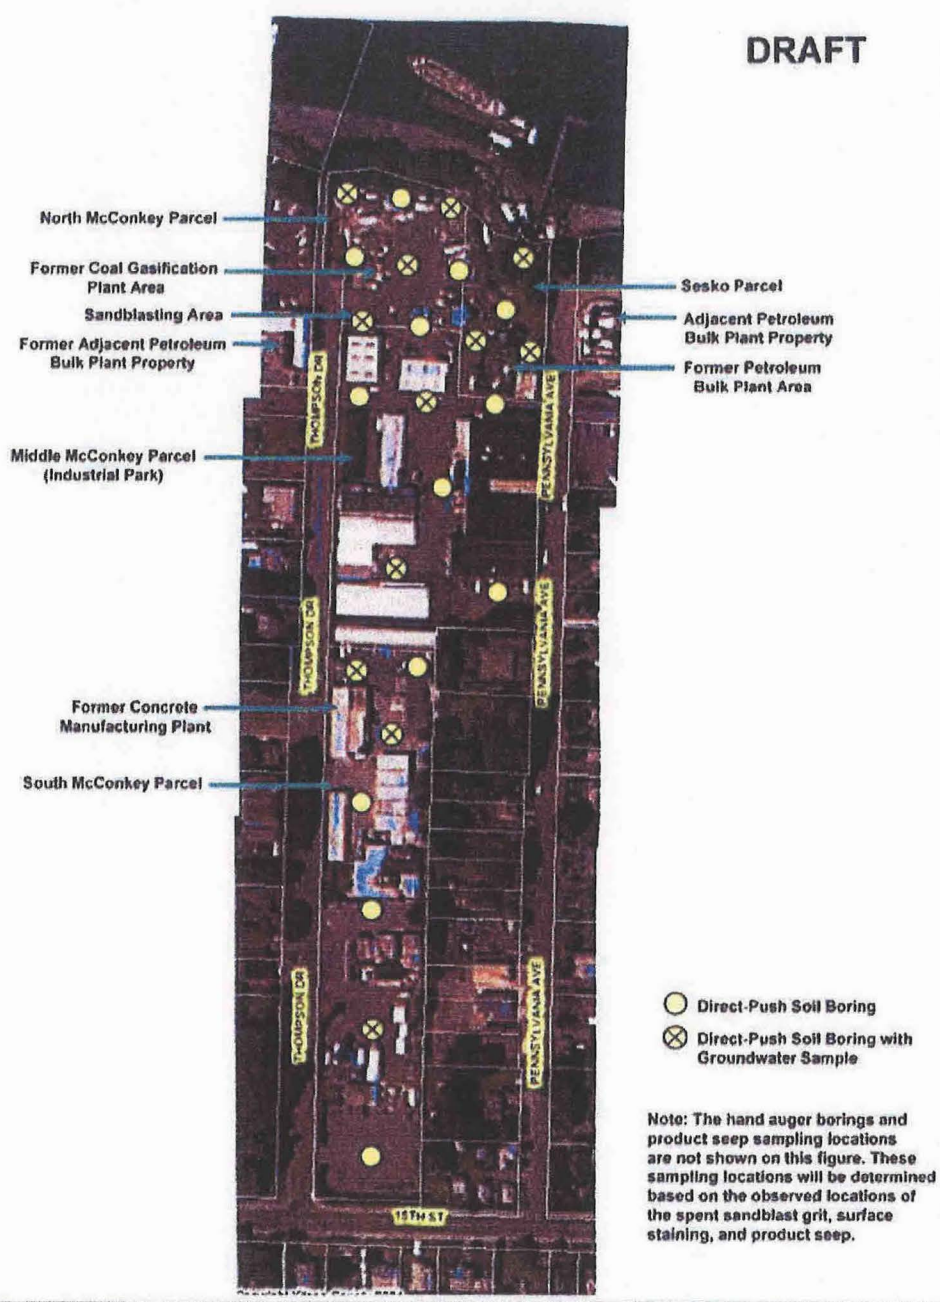 DRAFT
North McConkey Parcel
Former Coal Gasification
Plant Area
Sandblasting Area
Former Adjacent Petroleum
Bulk Plant Property
Sesko Parcel
Adjacent Petroleum
Bulk Plant Property
Former Petroleum
Bulk Plant Area
THOMPSON DR
PENNSYLVANIA AVE
Middle McConkey Parcel
(Industrial Park)
THOMPSON DR
PENNSYLVANIA AVE
Former Concrete
Manufacturing Plant
South McConkey Parcel
THOMPSON DR
PENNSYLVANIA AVE
Direct-Push Soil Boring
Direct-Push Soil Boring with
Groundwater Sample
Note: The hand auger borings and
product seep sampling locations
are not shown on this figure. These
sampling locations will be determined
based on the observed locations of
the spent sandblast grit, surface
staining, and product seep.
15TH ST